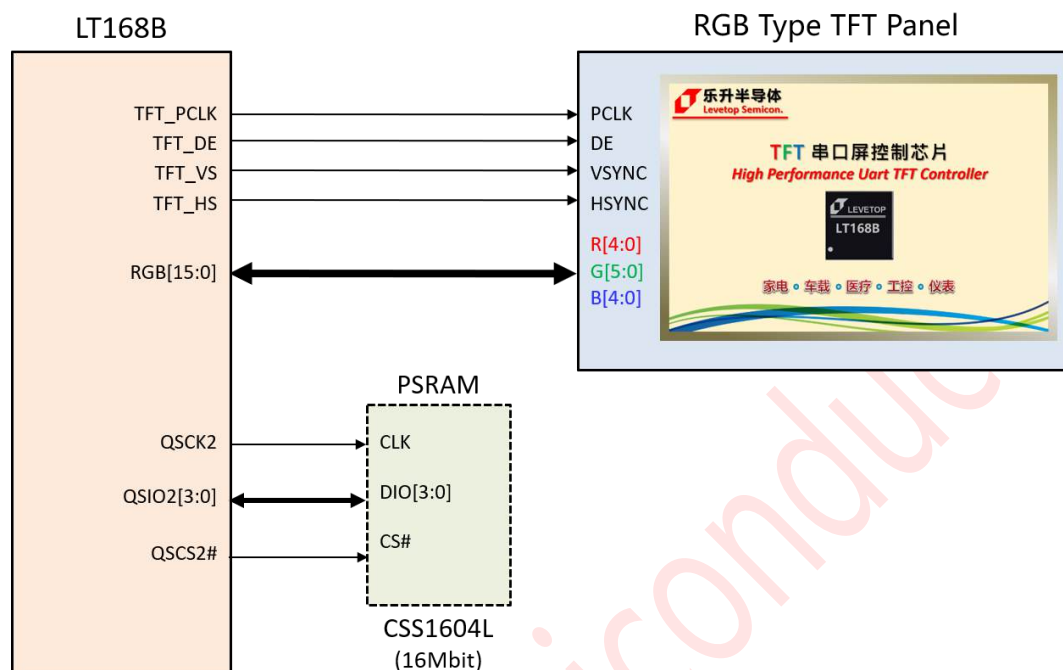 LT168B
RGB Type TFT Panel
TFT_PCLK
TFT_DE
TFT_VS
TFT_HS
RGB[15:0]
PCLK
DE
VSYNC
HSYNC
R[4:0]
G[5:0]
B[4:0]
乐升半导体
Levetop Semicon.
TFT 串口屏控制芯片
High Performance Uart TFT Controller
LEVETOP
LT168B
家电 • 车载 • 医疗 • 工控 • 仪表
PSRAM
QSCK2
QSIO2[3:0]
QSCS2#
CLK
DIO[3:0]
CS#
CSS1604L
(16Mbit)
iconduc